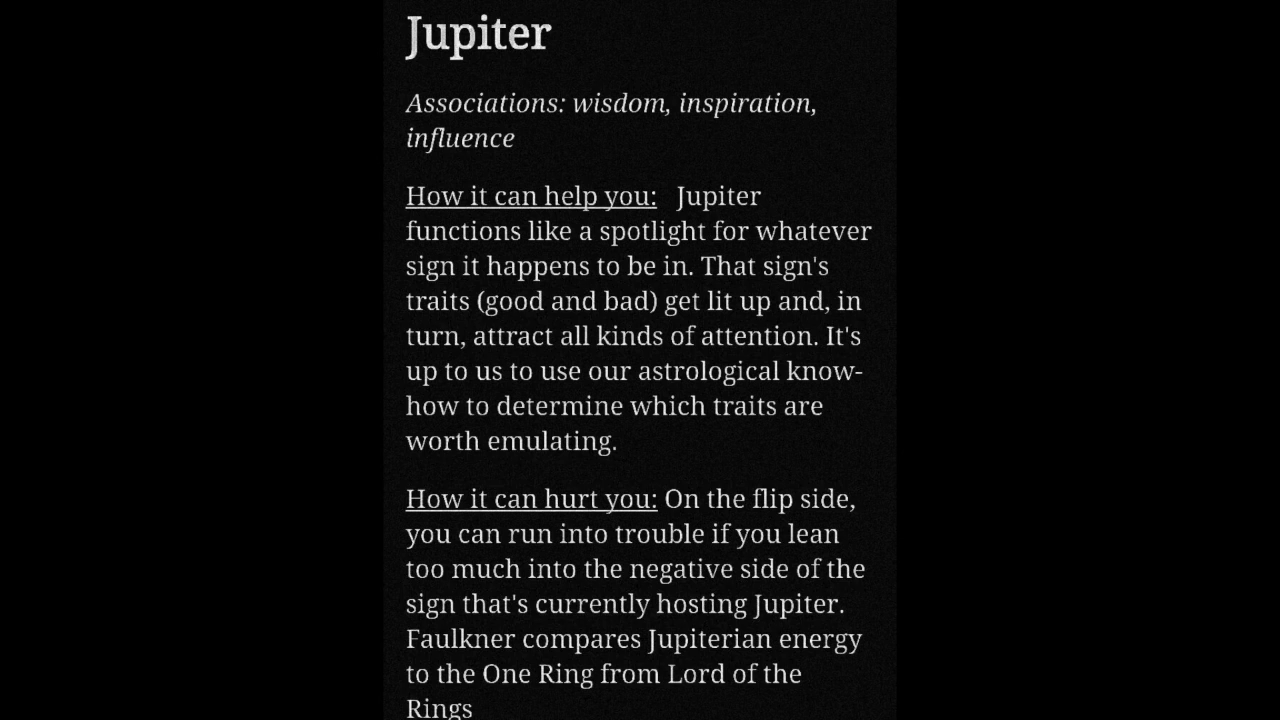 Jupiter
Associations: wisdom, inspiration,
influence
How it can help you: Jupiter
functions like a spotlight for whatever
sign it happens to be in. That sign's
traits (good and bad) get lit up and, in
turn, attract all kinds of attention. It's
up to us to use our astrological know-
how to determine which traits are
worth emulating.
How it can hurt you: On the flip side,
you can run into trouble if you lean
too much into the negative side of the
sign that's currently hosting Jupiter.
Faulkner compares Jupiterian energy
to the One Ring from Lord of the
Rings